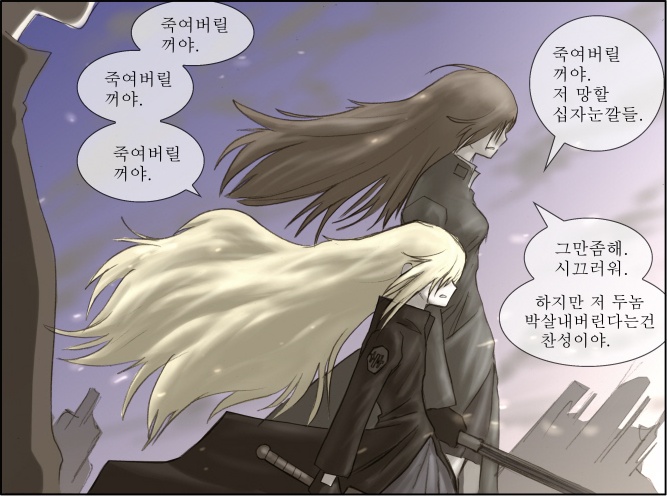 죽여버릴
꺼야.
죽여버릴
꺼야.
죽여버릴
꺼야.
죽여버릴
꺼야.
저 망할
십자눈깔들.
그만좀해.
시끄러워.
하지만 저 두놈
박살내버린다는건
찬성이야.